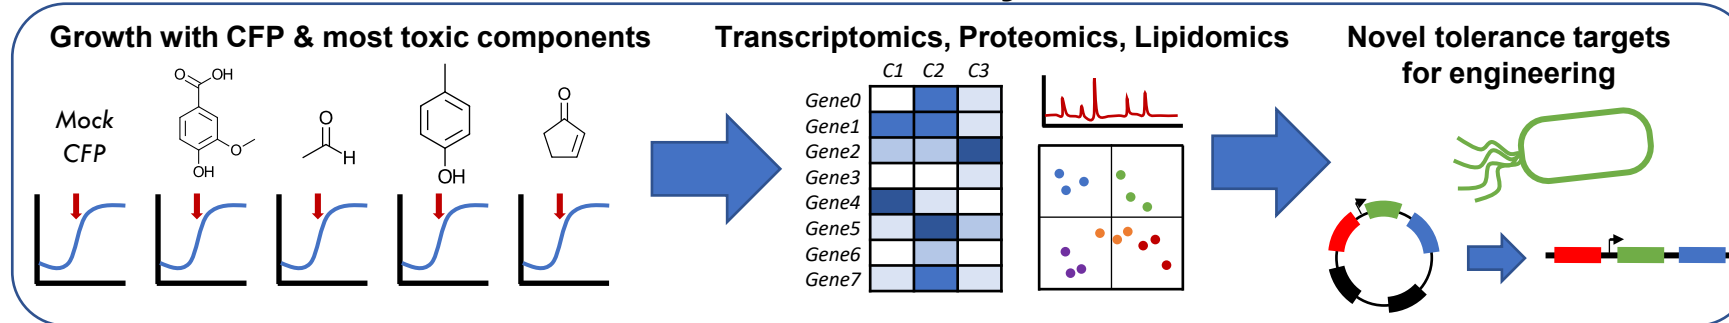 Growth with CFP & most toxic components
Transcriptomics, Proteomics, Lipidomics
Novel tolerance targets
for engineering
Mock
CFP
O
OH
O
OH
O
H
OH
O
C1 C2 C3
Gene0
Gene1
Gene2
Gene3
Gene4
Gene5
Gene6
Gene7